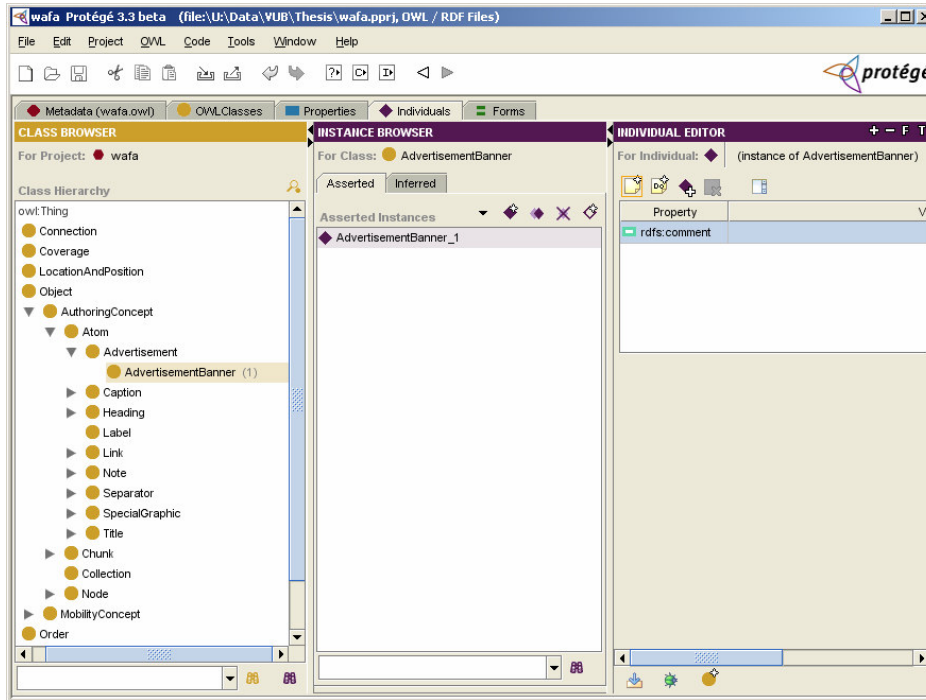 wafa Protégé 3.3 beta (file:\U:\Data\VUB\Thesis\wafa.pprj, OWL / RDF Files)
File Edit Project OWL Code Tools Window Help
protégé
Metadata (wafa.owl) OWLClasses Properties Individuals Forms
CLASS BROWSER INSTANCE BROWSER INDIVIDUAL EDITOR + − F T
For Project: wafa For Class: AdvertisementBanner For Individual: (instance of AdvertisementBanner)
Asserted Inferred
Class Hierarchy
Asserted Instances
Property V
owl:Thing
Connection
Coverage
LocationAndPosition
Object
AuthoringConcept
Atom
Advertisement
AdvertisementBanner (1)
Caption
Heading
Label
Link
Note
Separator
SpecialGraphic
Title
Chunk
Collection
Node
MobilityConcept
Order
AdvertisementBanner_1
rdfs:comment